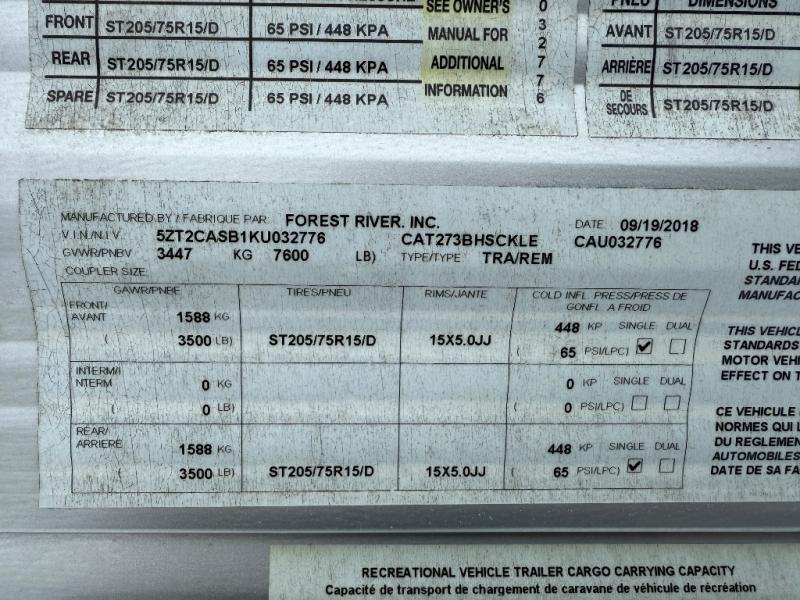 SEE OWNER'S 0
PNEU DIMENSIONS
FRONT ST205/75R15/D 65 PSI / 448 KPA MANUAL FOR 3 2
AVANT ST205/75R15/D
REAR ST205/75R15/D 65 PSI / 448 KPA ADDITIONAL 7 7
ARRIÈRE ST205/75R15/D
SPARE ST205/75R15/D 65 PSI / 448 KPA INFORMATION 6
DE SECOURS ST205/75R15/D
MANUFACTURED BY / FABRIQUE PAR FOREST RIVER. INC. DATE 09/19/2018
V.I.N./N.I.V. 5ZT2CASB1KU032776 CAT273BHSCKLE CAU032776
GVWR/PNBV 3447 KG 7600 LB) TYPE/TYPE TRA/REM
COUPLER SIZE
GAWR/PNBE TIRES/PNEU RIMS/JANTE COLD INFL. PRESS/PRESS DE
GONFL. A FROID
FRONT/
AVANT 1588 KG 448 KP SINGLE DUAL
( 3500 LB) ST205/75R15/D 15X5.0JJ ( 65 PSI/LPC)
INTERM/I
NTERM 0 KG 0 KP SINGLE DUAL
( 0 LB) ( 0 PSI/LPC)
REAR/
ARRIERE 1588 KG 448 KP SINGLE DUAL
( 3500 LB) ST205/75R15/D 15X5.0JJ ( 65 PSI/LPC)
THIS VE
U.S. FED
STANDA
MANUFAC
THIS VEHICL
STANDARDS
MOTOR VEHI
EFFECT ON T
CE VEHICULE
NORMES QUI L
DU REGLEMEN
AUTOMOBILES
DATE DE SA FA
RECREATIONAL VEHICLE TRAILER CARGO CARRYING CAPACITY
Capacité de transport de chargement de caravane de véhicule de récréation